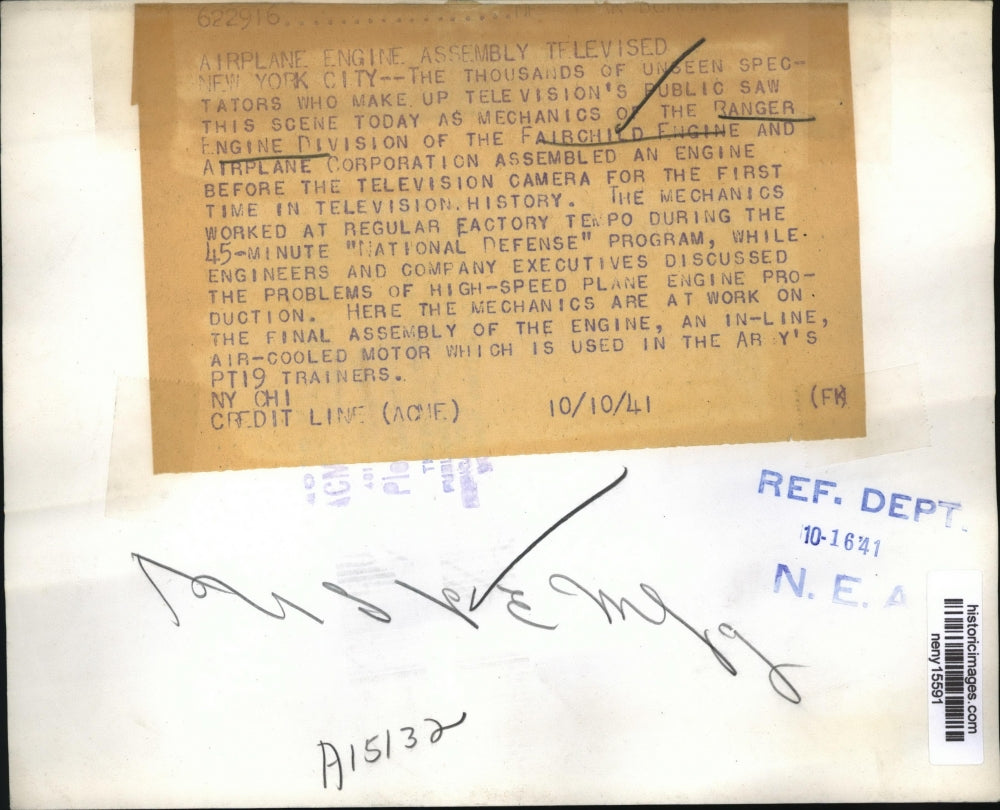 622916
AIRPLANE ENGINE ASSEMBLY TELEVISED
NEW YORK CITY--THE THOUSANDS OF UNSEEN SPEC-
TATORS WHO MAKE UP TELEVISION'S PUBLIC SAW
THIS SCENE TODAY AS MECHANICS OF THE RANGER
ENGINE DIVISION OF THE FAIRCHILD ENGINE AND
AIRPLANE CORPORATION ASSEMBLED AN ENGINE
BEFORE THE TELEVISION CAMERA FOR THE FIRST
TIME IN TELEVISION.HISTORY. THE MECHANICS
WORKED AT REGULAR FACTORY TEMPO DURING THE
45-MINUTE "NATIONAL DEFENSE" PROGRAM, WHILE
ENGINEERS AND COMPANY EXECUTIVES DISCUSSED
THE PROBLEMS OF HIGH-SPEED PLANE ENGINE PRO-
DUCTION. HERE THE MECHANICS ARE AT WORK ON
THE FINAL ASSEMBLY OF THE ENGINE, AN IN-LINE,
AIR-COOLED MOTOR WHICH IS USED IN THE AR Y'S
PT19 TRAINERS.
NY CHI
CREDIT LINE (ACME) 10/10/41 (FK)
REF. DEPT.
10-16'41
N. E. A
Mfg
A15132
historicimages.com
neny15591